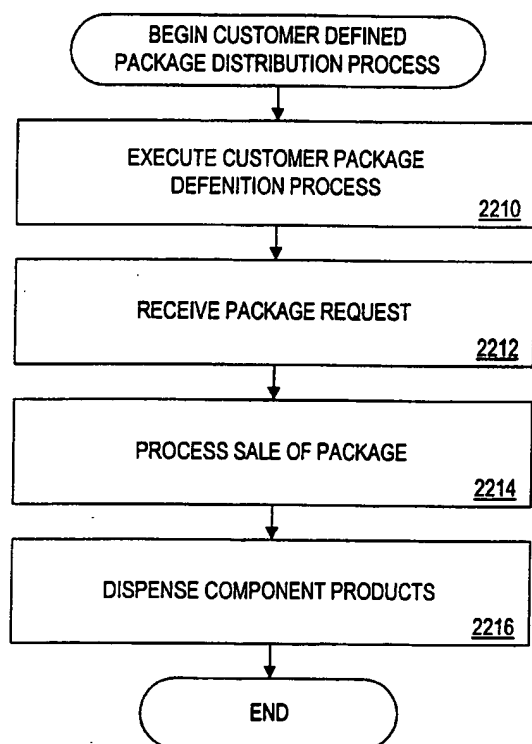 BEGIN CUSTOMER DEFINED
PACKAGE DISTRIBUTION PROCESS
EXECUTE CUSTOMER PACKAGE
DEFENITION PROCESS
2210
RECEIVE PACKAGE REQUEST
2212
PROCESS SALE OF PACKAGE
2214
DISPENSE COMPONENT PRODUCTS
2216
END